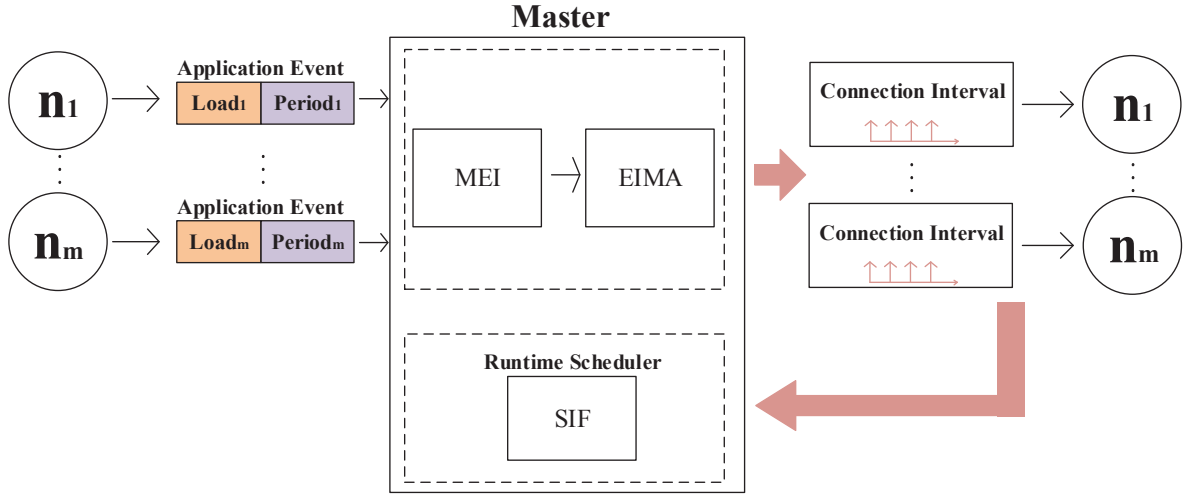 Master
n1
Application Event
Load1 Period1
MEI
EIMA
Connection Interval
n1
nm
Application Event
Loadm Periodm
Connection Interval
nm
Runtime Scheduler
SIF